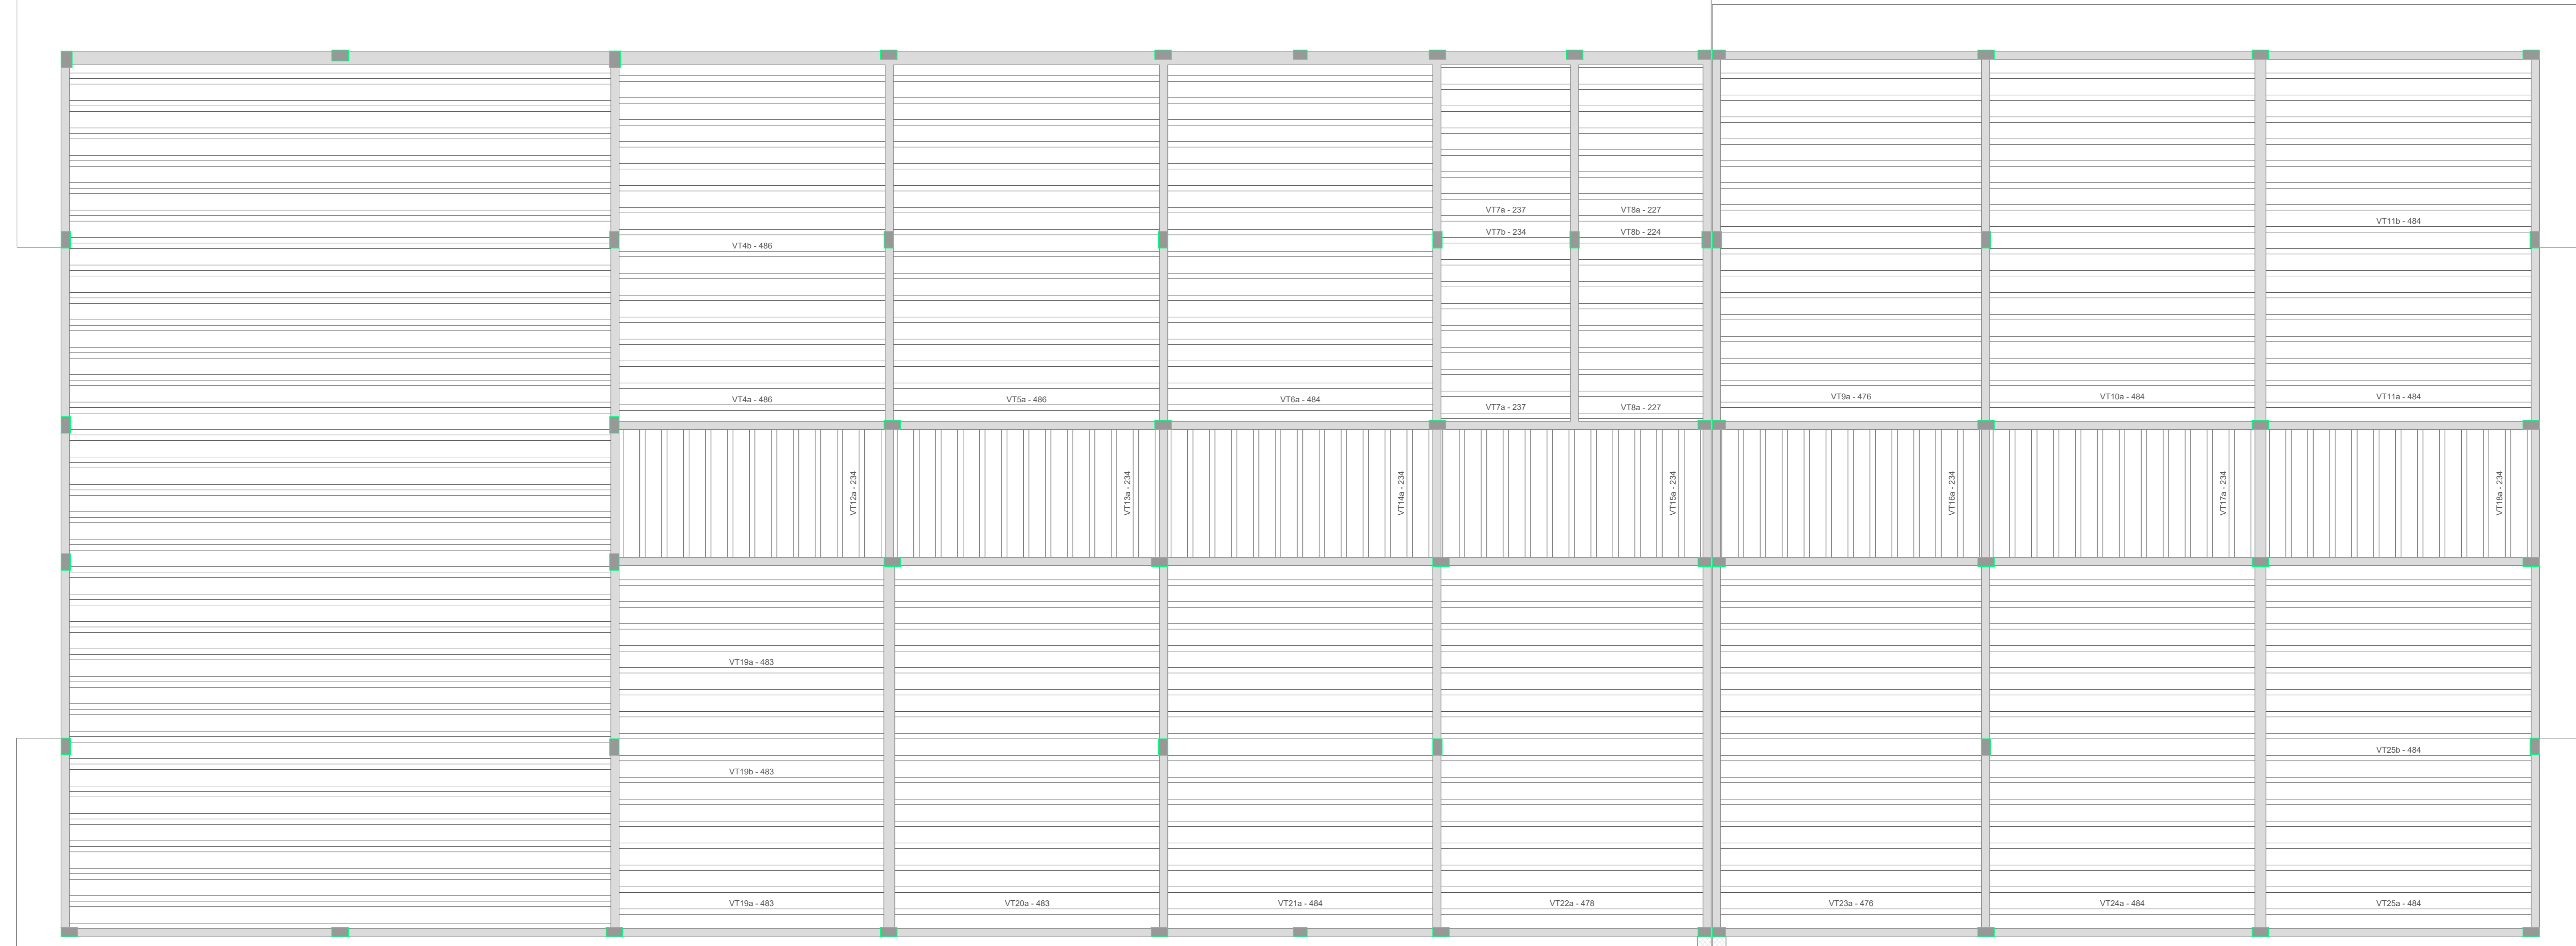 VT7a - 237
VT8a - 227
VT11b - 484
VT7b - 234
VT8b - 224
VT4b - 486
VT4a - 486
VT5a - 486
VT6a - 484
VT7a - 237
VT8a - 227
VT9a - 476
VT10a - 484
VT11a - 484
VT12a - 234
VT13a - 234
VT14a - 234
VT15a - 234
VT16a - 234
VT17a - 234
VT18a - 234
VT19a - 483
VT25b - 484
VT19b - 483
VT19a - 483
VT20a - 483
VT21a - 484
VT22a - 478
VT23a - 476
VT24a - 484
VT25a - 484